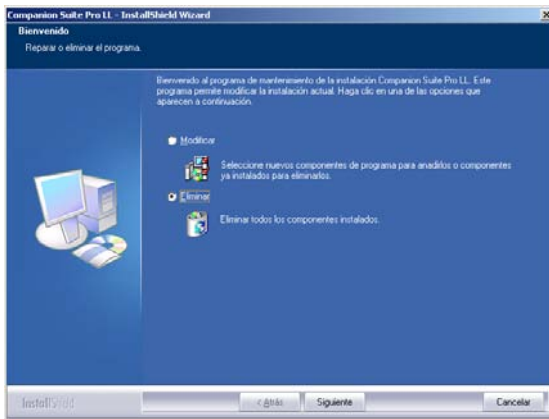 Companion Suite Pro LL - InstallShield Wizard
Bienvenido
Reparar o eliminar el programa.
Bienvenido al programa de mantenimiento de la instalación Companion Suite Pro LL. Este
programa permite modificar la instalación actual. Haga clic en una de las opciones que
aparecen a continuación.
Modificar
Seleccione nuevos componentes de programa para anadirlos o componentes
ya instalados para eliminarlos.
Eliminar
Eliminar todos los componentes instalados.
InstallShield
< Atrás
Siguiente
Cancelar